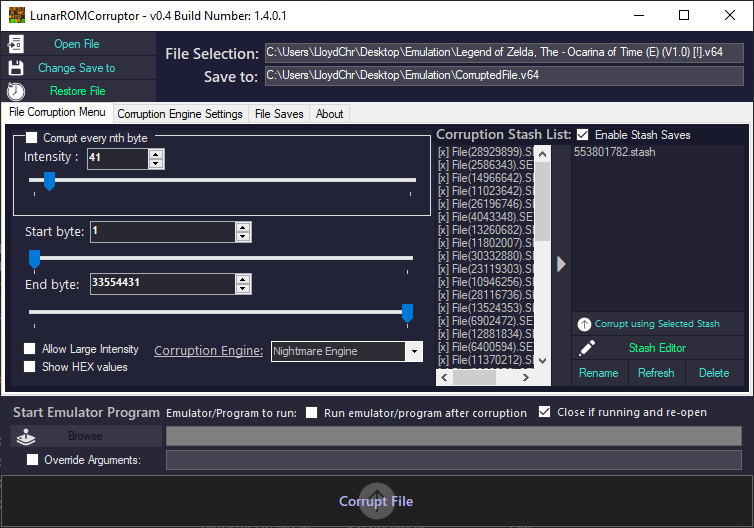 LunarROMCorruptor - v0.4 Build Number: 1.4.0.1
Open File
Change Save to
Restore File
File Selection: C:\Users\LloydChr\Desktop\Emulation\Legend of Zelda, The - Ocarina of Time (E) (V1.0) [!].v64
Save to: C:\Users\LloydChr\Desktop\Emulation\CorruptedFile.v64
File Corruption Menu Corruption Engine Settings File Saves About
Corrupt every nth byte
Intensity : 41
Start byte: 1
End byte: 33554431
Allow Large Intensity
Show HEX values
Corruption Engine: Nightmare Engine
Corruption Stash List: Enable Stash Saves
[x] File(28929899).SE
[x] File(2586343).SET
[x] File(14966642).SE
[x] File(11023642).SE
[x] File(26196746).SE
[x] File(4043348).SET
[x] File(13260682).SE
[x] File(11802007).SE
[x] File(30332880).SE
[x] File(23119303).SE
[x] File(10946256).SE
[x] File(28116736).SE
[x] File(13524353).SE
[x] File(6902472).SET
[x] File(12881834).SE
[x] File(6400594).SET
[x] File(11370212).SE
553801782.stash
Corrupt using Selected Stash
Stash Editor
Rename Refresh Delete
Start Emulator Program Emulator/Program to run: Run emulator/program after corruption Close if running and re-open
Browse
Override Arguments:
Corrupt File